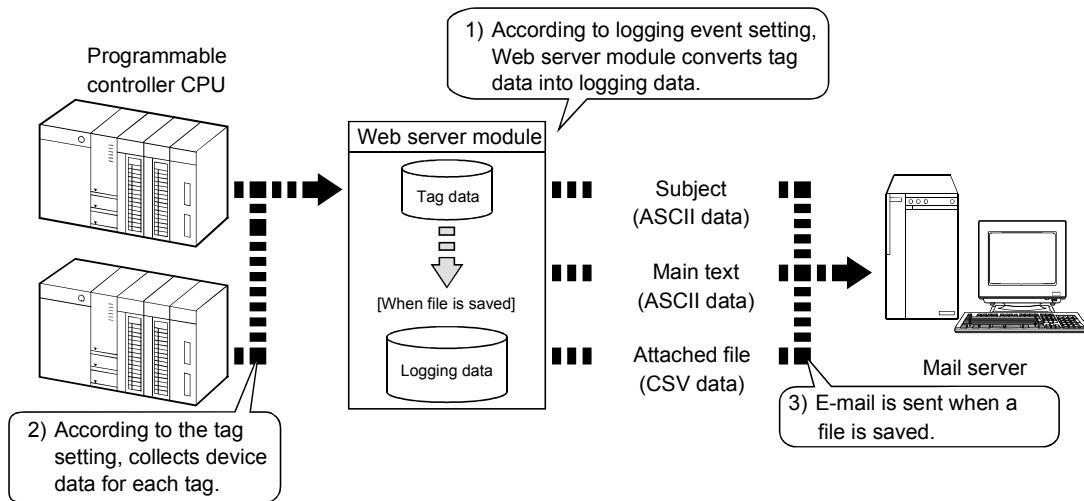 1) According to logging event setting,
Web server module converts tag
data into logging data.
Programmable
controller CPU
Web server module
Tag data
[When file is saved]
Logging data
Subject
(ASCII data)
Main text
(ASCII data)
Attached file
(CSV data)
Mail server
2) According to the tag
setting, collects device
data for each tag.
3) E-mail is sent when a
file is saved.